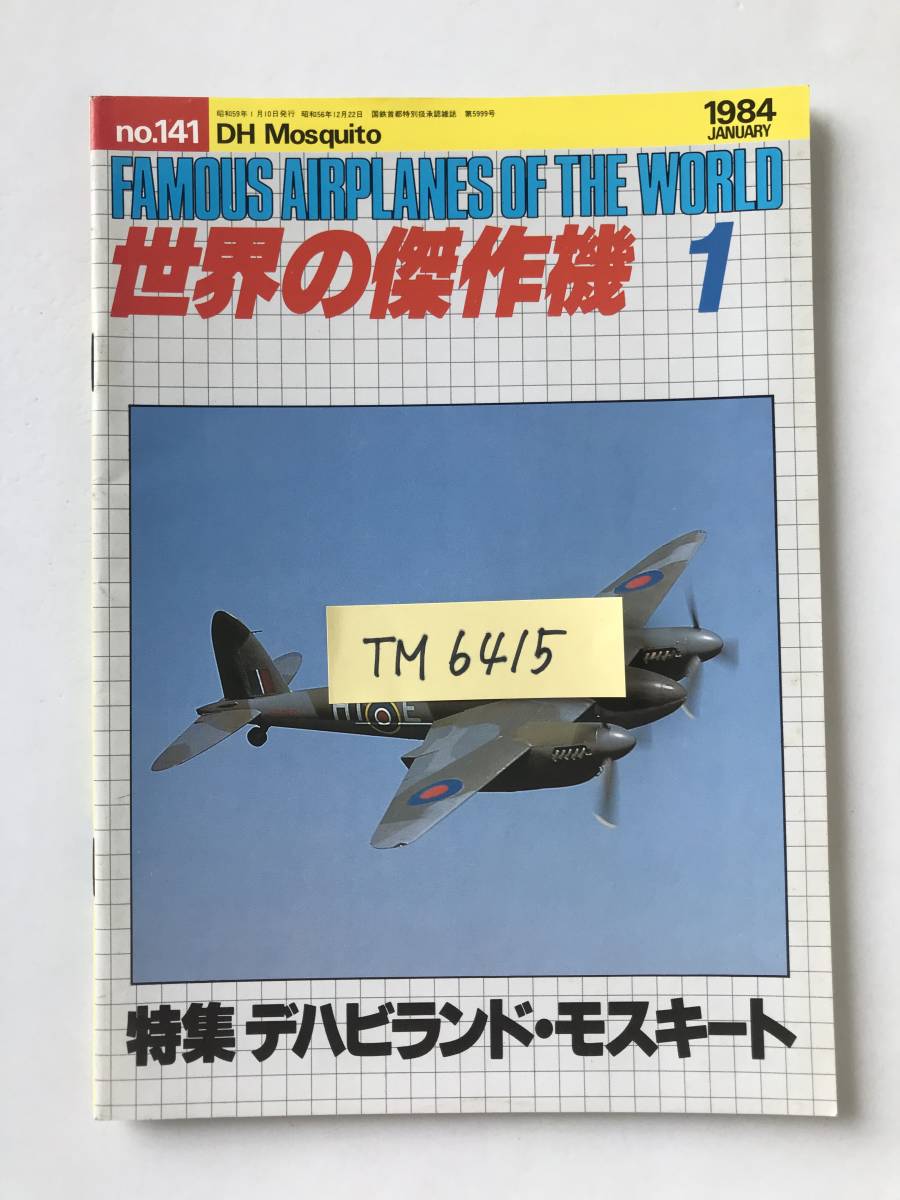 no.141
昭和59年1月10日発行 昭和56年12月22日 国鉄首都特別扱承認雑誌 第5999号
DH Mosquito
1984
JANUARY
FAMOUS AIRPLANES OF THE WORLD
世界の傑作機 1
TM6415
E
特集 デハビランド・モスキート